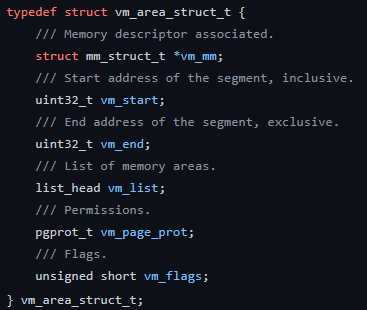 typedef struct vm_area_struct_t {
    /// Memory descriptor associated.
    struct mm_struct_t *vm_mm;
    /// Start address of the segment, inclusive.
    uint32_t vm_start;
    /// End address of the segment, exclusive.
    uint32_t vm_end;
    /// List of memory areas.
    list_head vm_list;
    /// Permissions.
    pgprot_t vm_page_prot;
    /// Flags.
    unsigned short vm_flags;
} vm_area_struct_t;